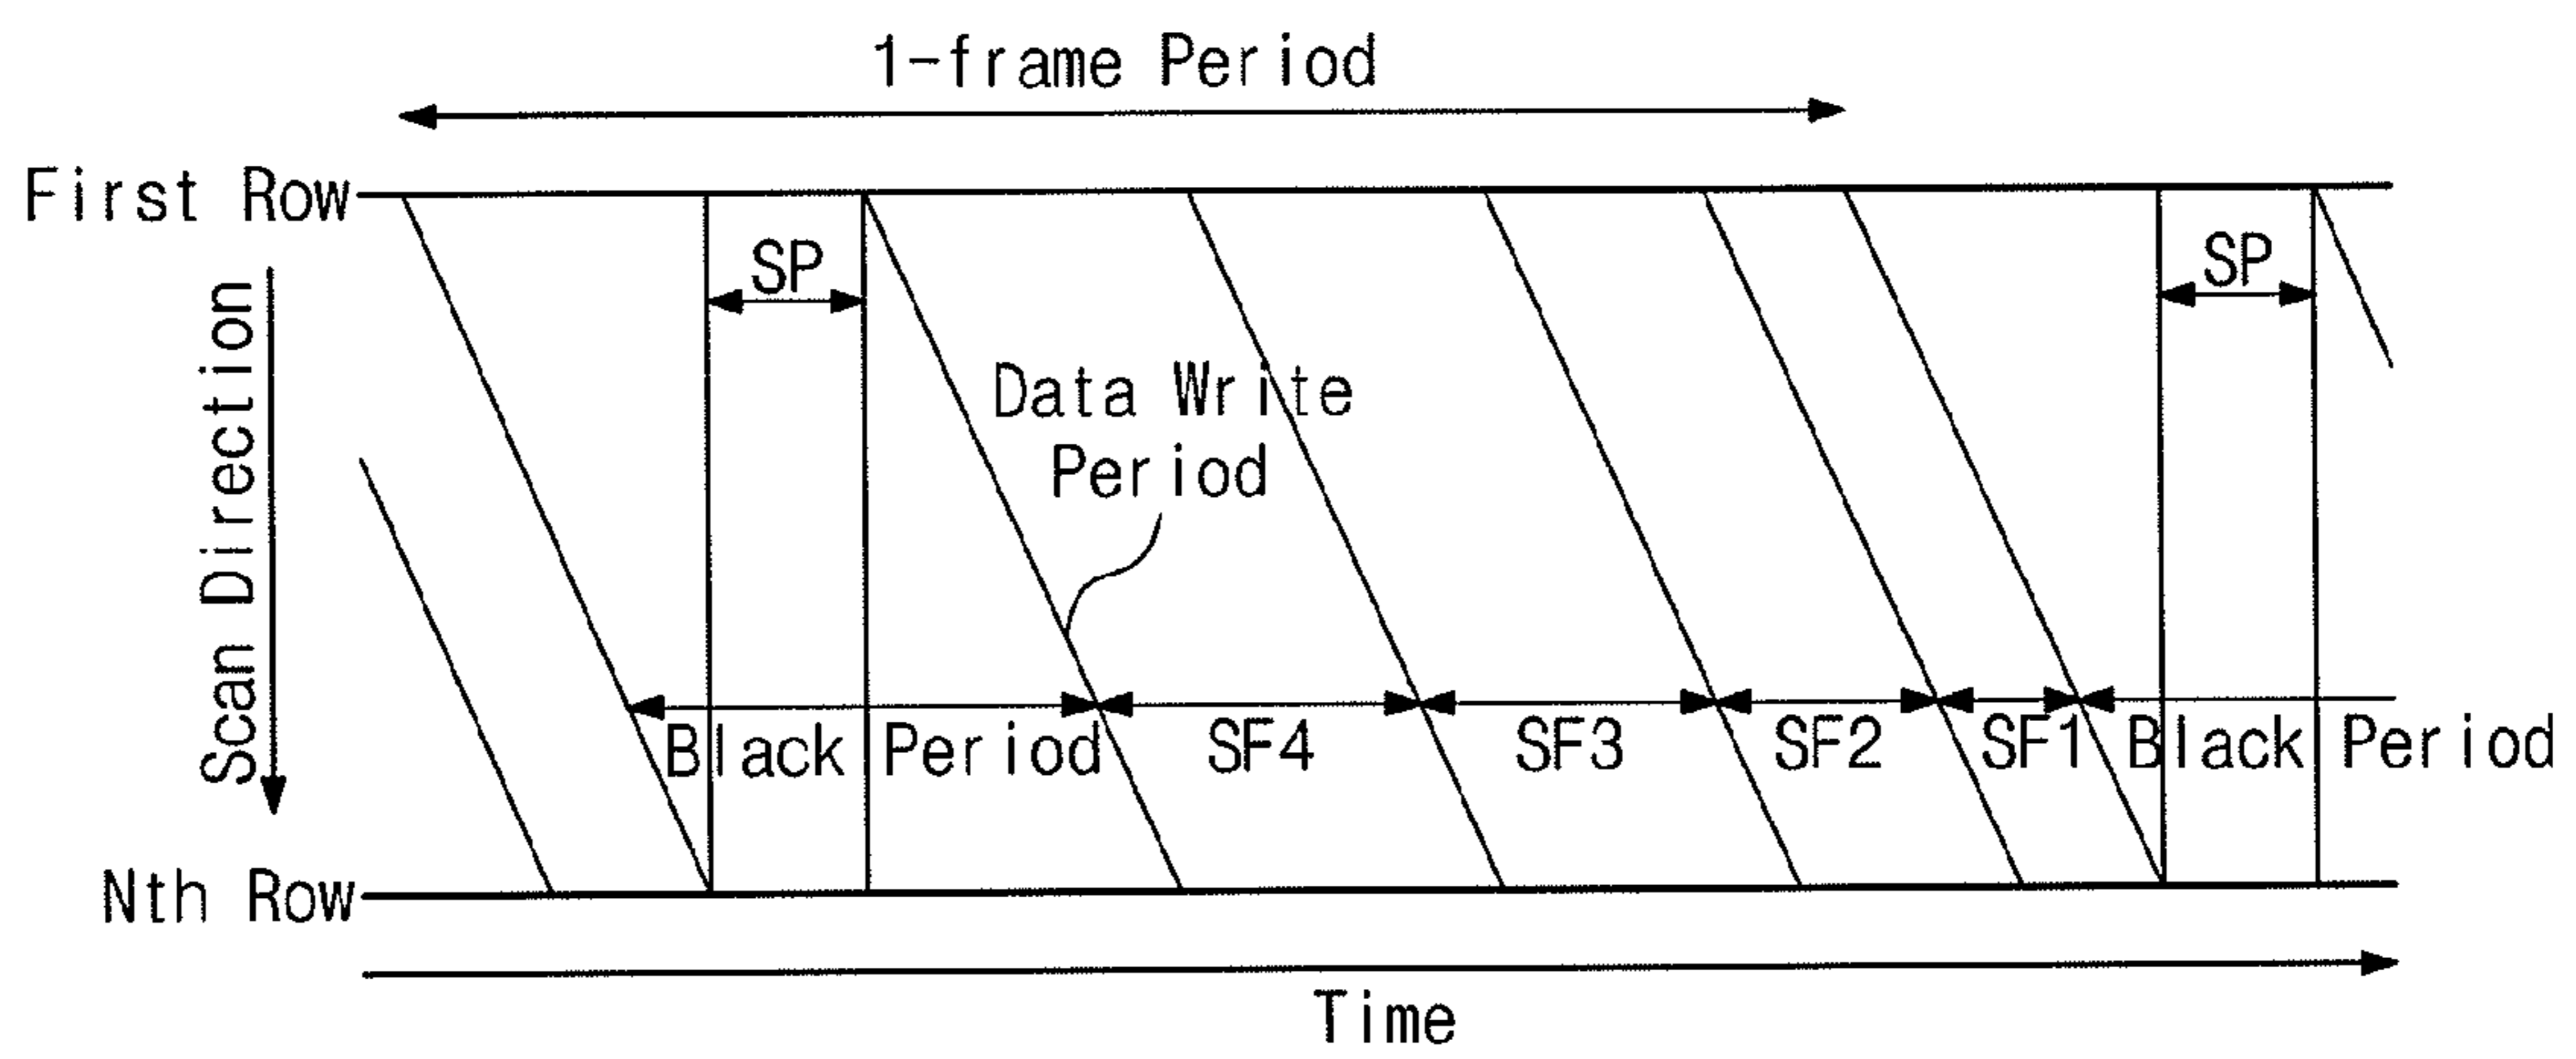 1-frame Period
First Row
SP
SP
Scan Direction
Data Write
Period
Black Period
SF4
SF3
SF2
SF1
Black Period
Nth Row
Time